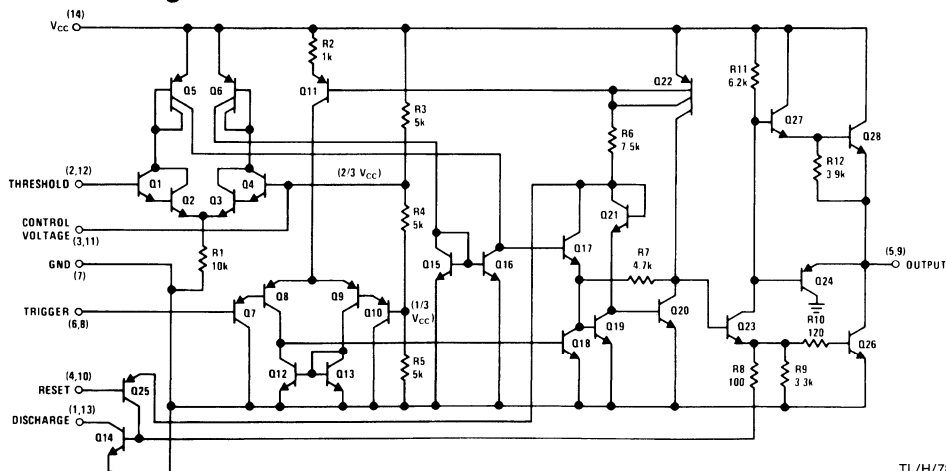 VCC (14)
R2
1k
Q5
Q6
Q11
Q22
R11
6.2k
Q27
Q28
R3
5k
R6
7.5k
R12
3.9k
(2,12)
THRESHOLD
Q1
Q2
Q3
Q4
(2/3 VCC)
CONTROL
VOLTAGE
(3,11)
R1
10k
R4
5k
Q15
Q16
Q17
Q21
R7
4.7k
(5,9)
OUTPUT
GND
(7)
Q24
TRIGGER
(6,8)
Q7
Q8
Q9
Q10
(1/3
VCC)
Q18
Q19
Q20
Q23
R10
120
Q26
Q12
Q13
R5
5k
R8
100
R9
3.3k
(4,10)
RESET
Q25
(1,13)
DISCHARGE
Q14